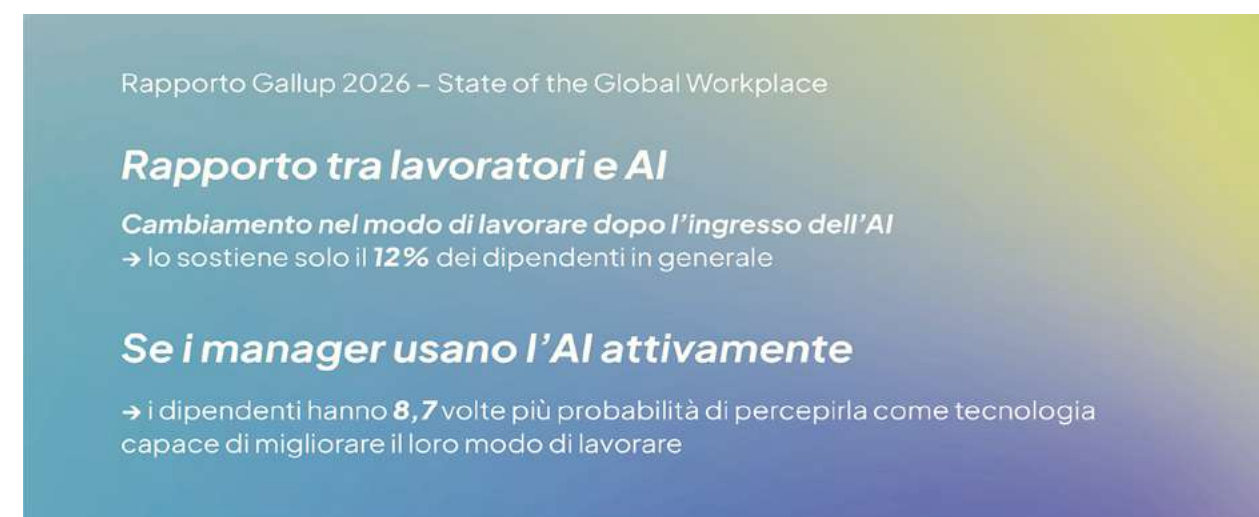 Rapporto Gallup 2026 – State of the Global Workplace
Rapporto tra lavoratori e AI
Cambiamento nel modo di lavorare dopo l'ingresso dell'AI
→ lo sostiene solo il 12% dei dipendenti in generale
Se i manager usano l'AI attivamente
→ i dipendenti hanno 8,7 volte più probabilità di percepirla come tecnologia
capace di migliorare il loro modo di lavorare